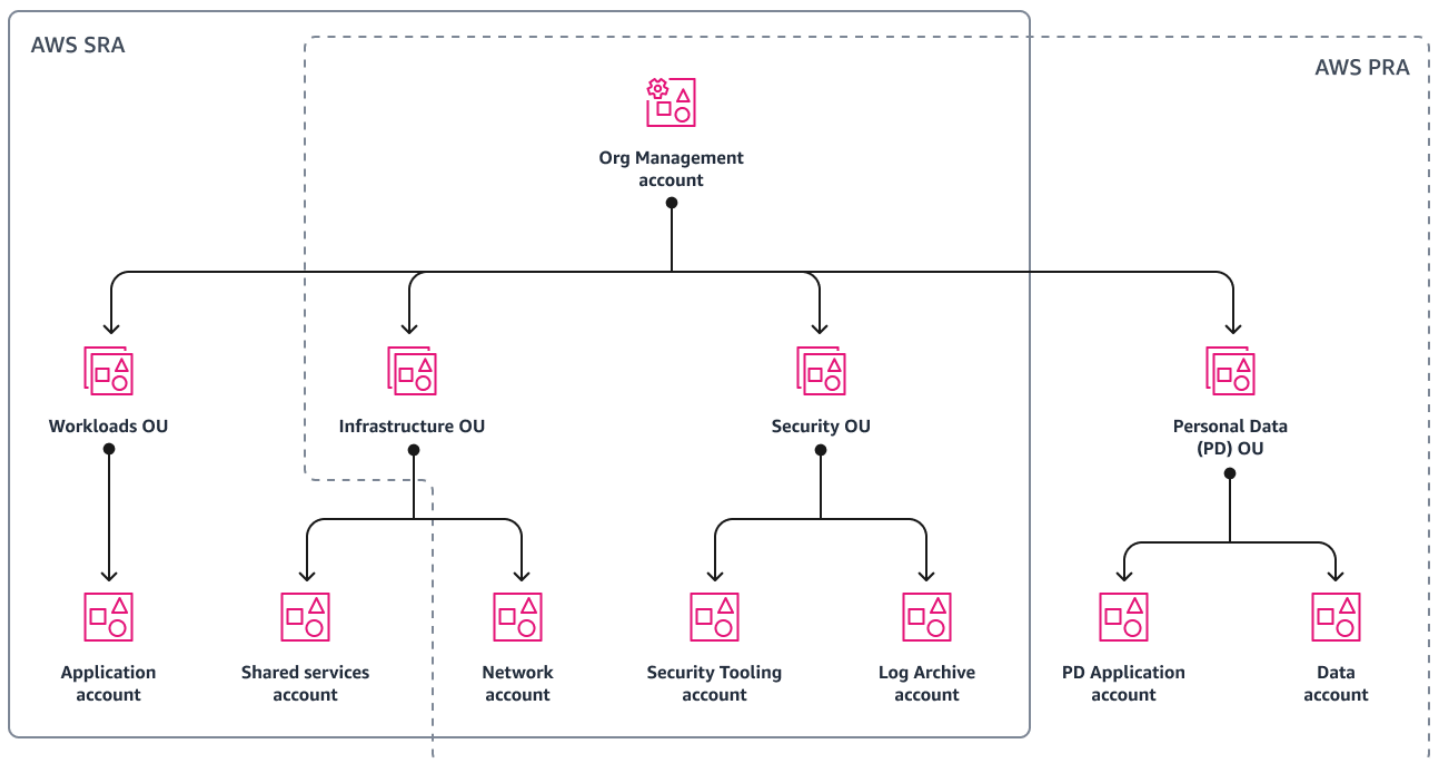 AWS SRA
AWS PRA
Org Management
account
Workloads OU
Infrastructure OU
Security OU
Personal Data
(PD) OU
Application
account
Shared services
account
Network
account
Security Tooling
account
Log Archive
account
PD Application
account
Data
account